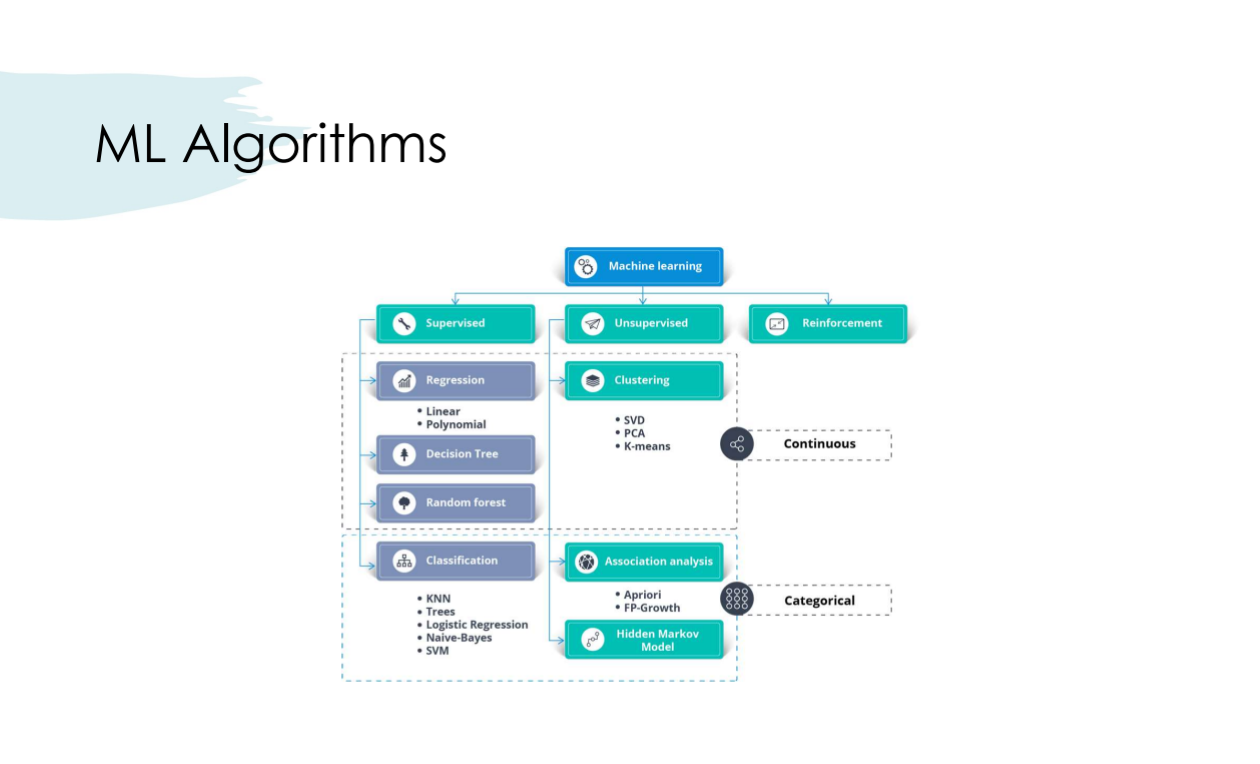 ML Algorithms
Machine learning
Supervised
Unsupervised
Reinforcement
Regression
• Linear
• Polynomial
Decision Tree
Random forest
Clustering
• SVD
• PCA
• K-means
Continuous
Classification
• KNN
• Trees
• Logistic Regression
• Naive-Bayes
• SVM
Association analysis
• Apriori
• FP-Growth
Hidden Markov
Model
Categorical